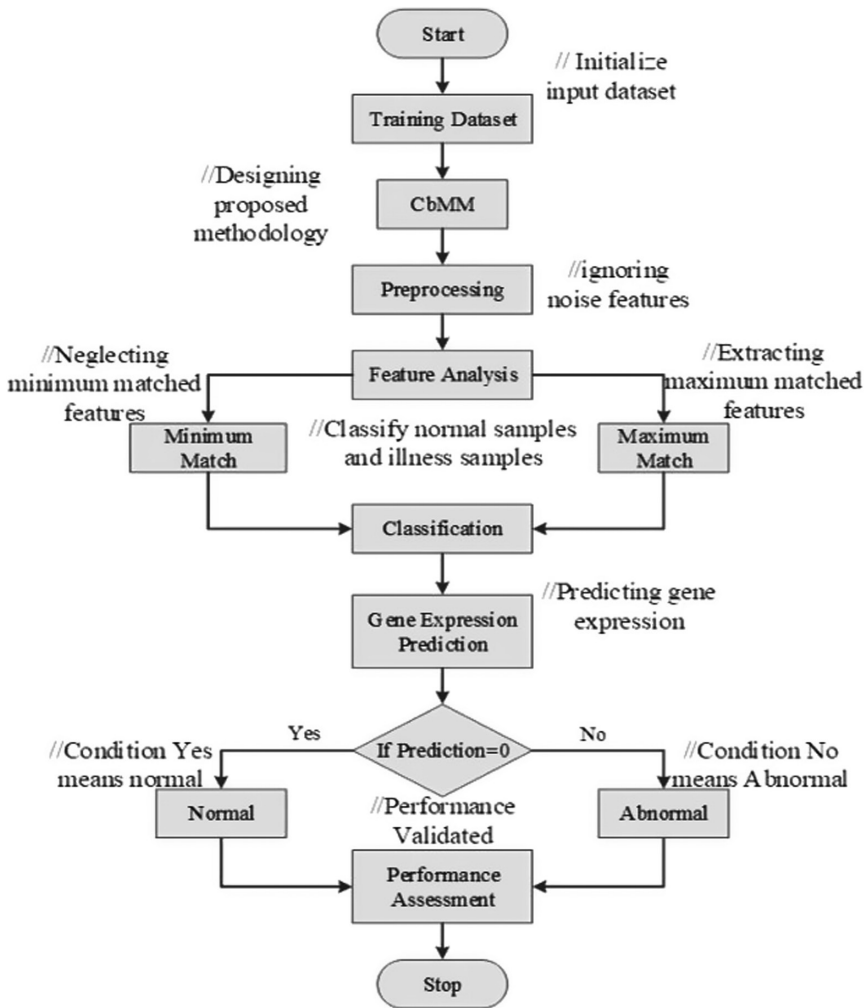 Start
// Initialize
input dataset
Training Dataset
//Designing
proposed
methodology
CbMM
Preprocessing
//ignoring
noise features
//Neglecting
minimum matched
features
Feature Analysis
//Extracting
maximum matched
features
Minimum
Match
//Classify normal samples
and illness samples
Maximum
Match
Classification
Gene Expression
Prediction
//Predicting gene
expression
Yes
If Prediction=0
No
//Condition Yes
means normal
//Condition No
means Abnormal
Normal
//Performance
Validated
Abnormal
Performance
Assessment
Stop